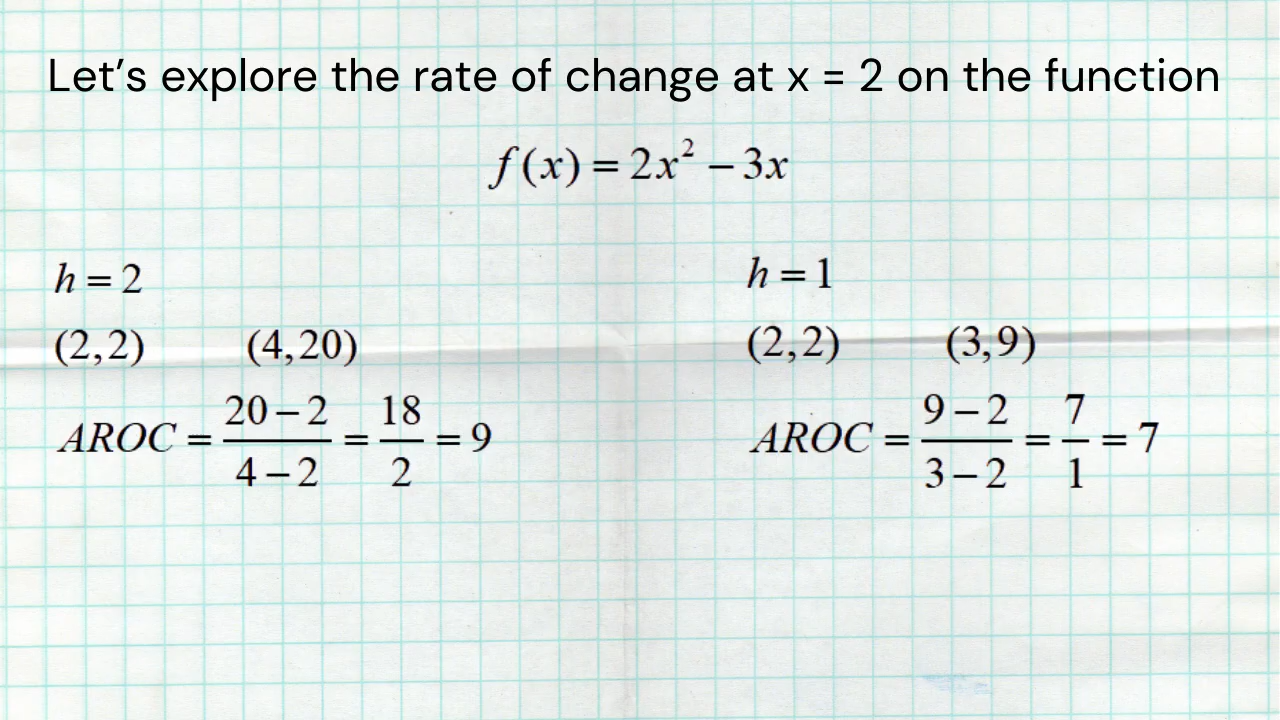 Let's explore the rate of change at x = 2 on the function
f(x) = 2x² − 3x
h = 2
(2,2) (4,20)
AROC = (20 − 2)/(4 − 2) = 18/2 = 9
h = 1
(2,2) (3,9)
AROC = (9 − 2)/(3 − 2) = 7/1 = 7